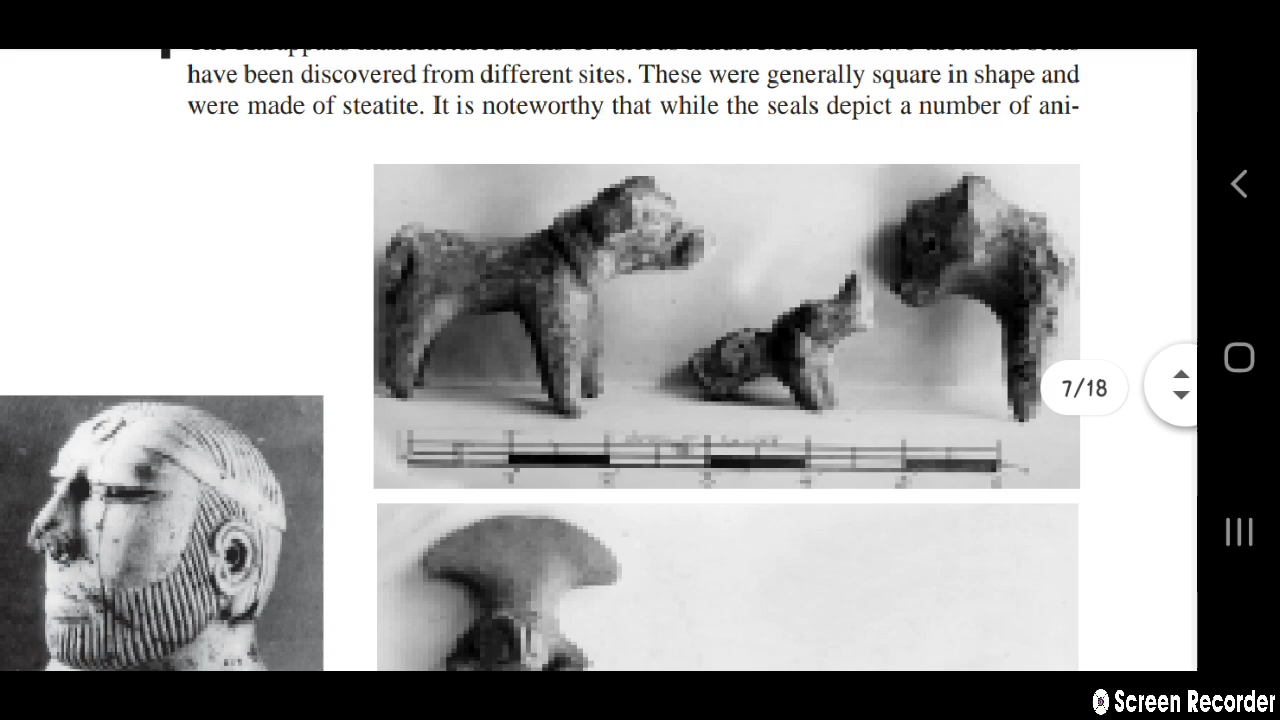 have been discovered from different sites. These were generally square in shape and
were made of steatite. It is noteworthy that while the seals depict a number of ani-
7/18
Screen Recorder